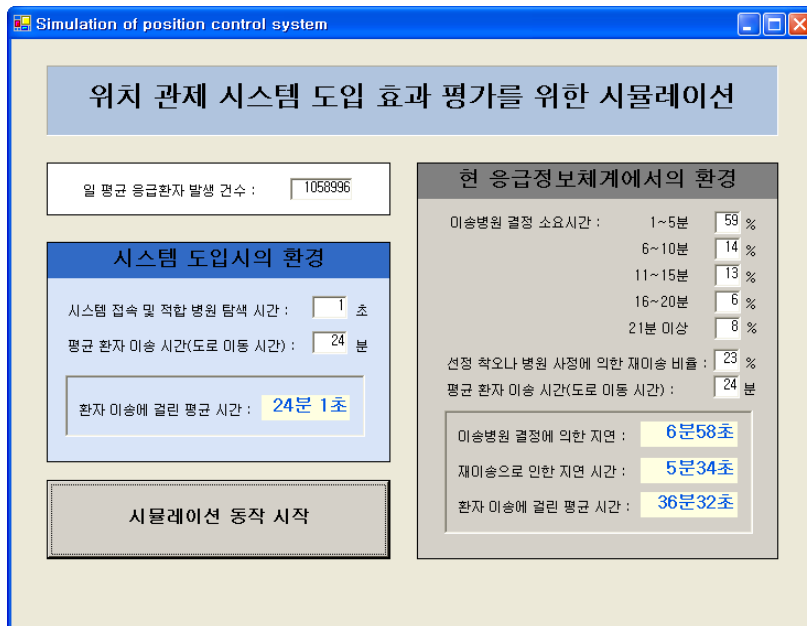 Simulation of position control system
위치 관제 시스템 도입 효과 평가를 위한 시뮬레이션
일 평균 응급환자 발생 건수 : 1058996
시스템 도입시의 환경
시스템 접속 및 적합 병원 탐색 시간 : 1 초
평균 환자 이송 시간(도로 이동 시간) : 24 분
환자 이송에 걸린 평균 시간 : 24분 1초
시뮬레이션 동작 시작
현 응급정보체계에서의 환경
이송병원 결정 소요시간 : 1~5분 59 %
6~10분 14 %
11~15분 13 %
16~20분 6 %
21분 이상 8 %
선정 착오나 병원 사정에 의한 재이송 비율 : 23 %
평균 환자 이송 시간(도로 이동 시간) : 24 분
이송병원 결정에 의한 지연 : 6분58초
재이송으로 인한 지연 시간 : 5분34초
환자 이송에 걸린 평균 시간 : 36분32초